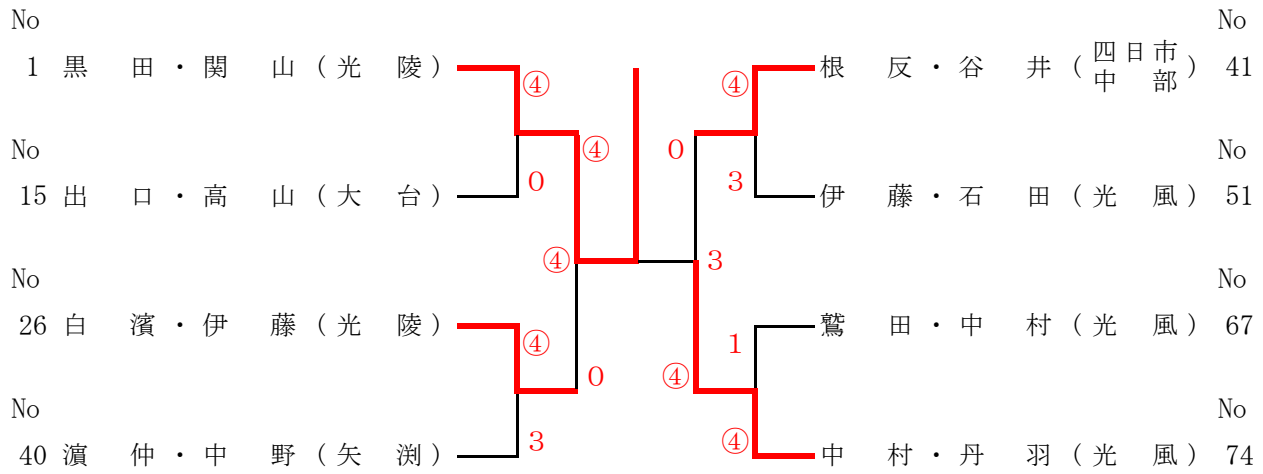 No No
1 黒 田・関 山(光 陵) ④ ④ 根 反・谷 井(四日市中 部) 41
④ 0
No No
15 出 口・高 山(大 台) 0 3 伊 藤・石 田(光 風) 51
④ 3
No No
26 白 濱・伊 藤(光 陵) ④ 1 鷲 田・中 村(光 風) 67
0 ④
No No
40 濵 仲・中 野(矢 渕) 3 ④ 中 村・丹 羽(光 風) 74